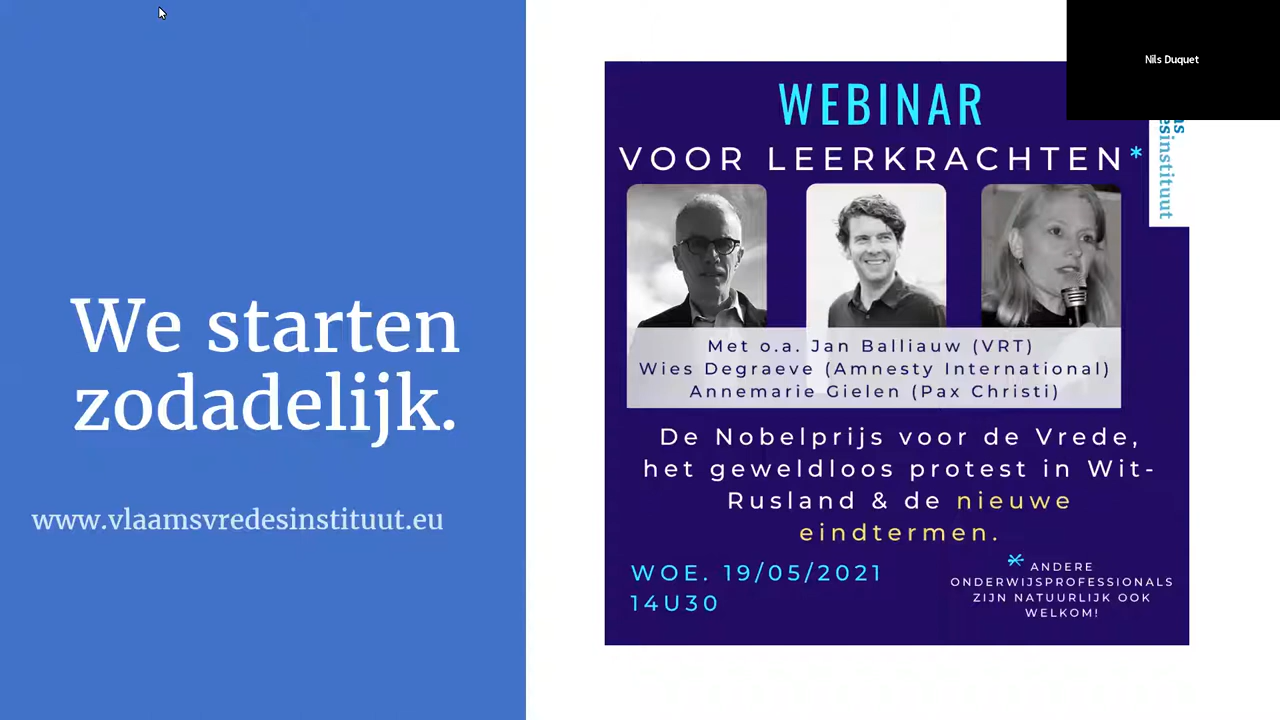 We starten
zodadelijk.
www.vlaamsvredesinstituut.eu
Nils Duquet
WEBINAR
VOOR LEERKRACHTEN*
Met o.a. Jan Balliauw (VRT)
Wies Degraeve (Amnesty International)
Annemarie Gielen (Pax Christi)
De Nobelprijs voor de Vrede,
het geweldloos protest in Wit-
Rusland & de nieuwe
eindtermen.
WOE. 19/05/2021
14U30
* ANDERE
ONDERWIJSPROFESSIONALS
ZIJN NATUURLIJK OOK
WELKOM!